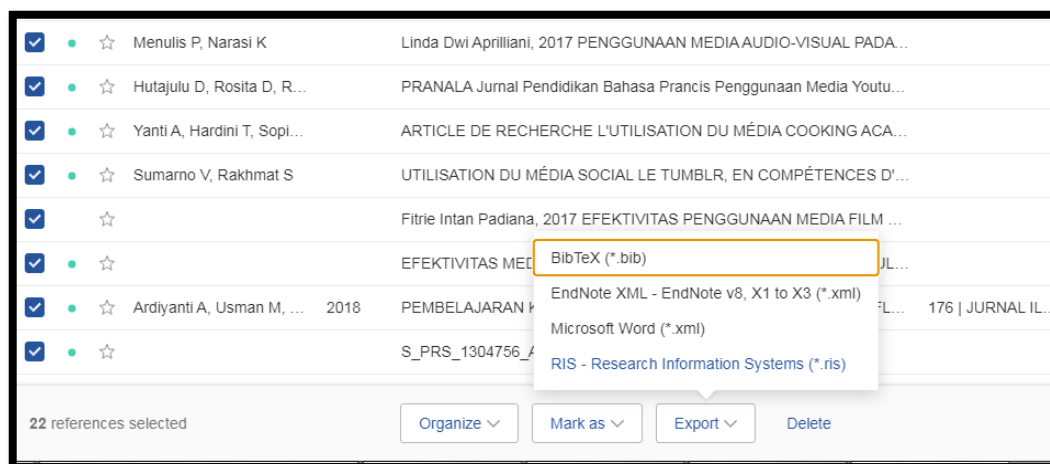 Menulis P, Narasi K Linda Dwi Aprilliani, 2017 PENGGUNAAN MEDIA AUDIO-VISUAL PADA...
Hutajulu D, Rosita D, R... PRANALA Jurnal Pendidikan Bahasa Prancis Penggunaan Media Youtu...
Yanti A, Hardini T, Sopi... ARTICLE DE RECHERCHE L'UTILISATION DU MÉDIA COOKING ACA...
Sumarno V, Rakhmat S UTILISATION DU MÉDIA SOCIAL LE TUMBLR, EN COMPÉTENCES D'...
Fitrie Intan Padiana, 2017 EFEKTIVITAS PENGGUNAAN MEDIA FILM ...
EFEKTIVITAS
BibTeX (*.bib)
EndNote XML - EndNote v8, X1 to X3 (*.xml)
Ardiyanti A, Usman M, ... 2018 PEMBELAJARAN 176 | JURNAL IL...
Microsoft Word (*.xml)
S_PRS_1304756_
RIS - Research Information Systems (*.ris)
22 references selected Organize Mark as Export Delete